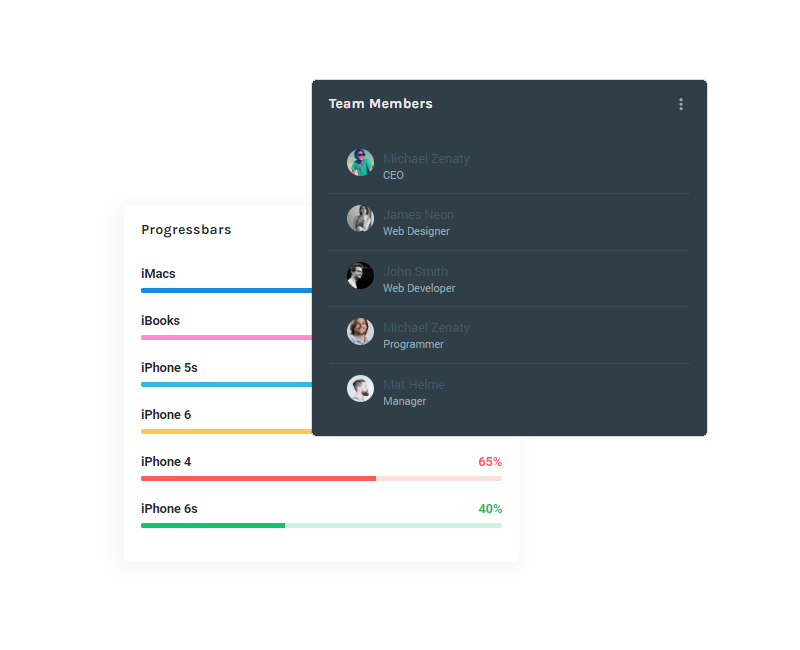 Team Members
Michael Zenaty
CEO
James Neon
Web Designer
John Smith
Web Developer
Michael Zenaty
Programmer
Mat Helme
Manager
Progressbars
iMacs
iBooks
iPhone 5s
iPhone 6
iPhone 4 65%
iPhone 6s 40%